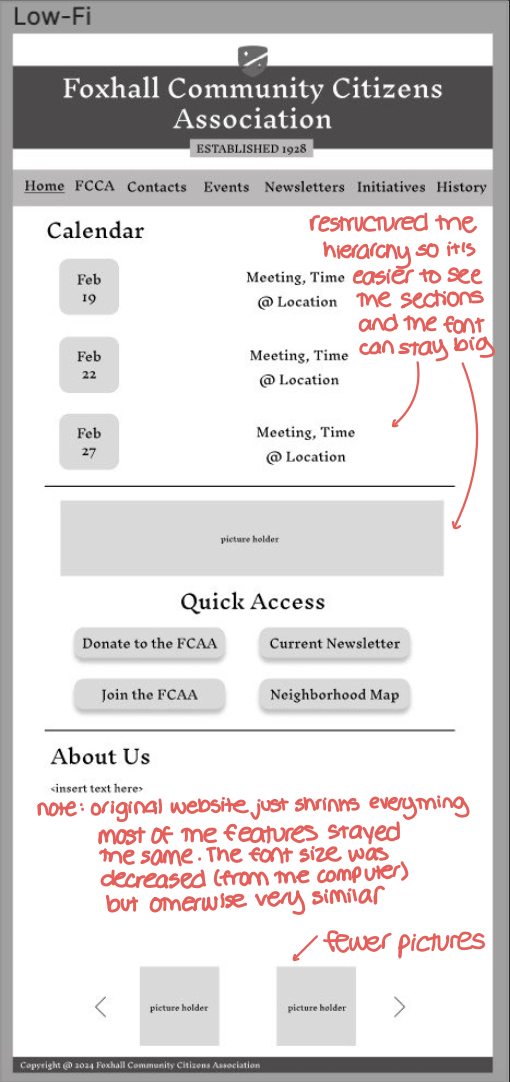 Low-Fi
Foxhall Community Citizens
Association
ESTABLISHED 1928
Home FCCA Contacts Events Newsletters Initiatives History
Calendar
restructured the
hierarchy so it is
easier to see
the sections
and the font
can stay big
Feb
19
Meeting, Time
@ Location
Feb
22
Meeting, Time
@ Location
Feb
27
Meeting, Time
@ Location
picture holder
Quick Access
Donate to the FCAA
Current Newsletter
Join the FCAA
Neighborhood Map
About Us
<insert text here>
note: original website just shrinks everything
most of the features stayed
the same. The font size was
decreased (from the computer)
but otherwise very similar
fewer pictures
picture holder
picture holder
Copyright @ 2024 Foxhall Community Citizens Association